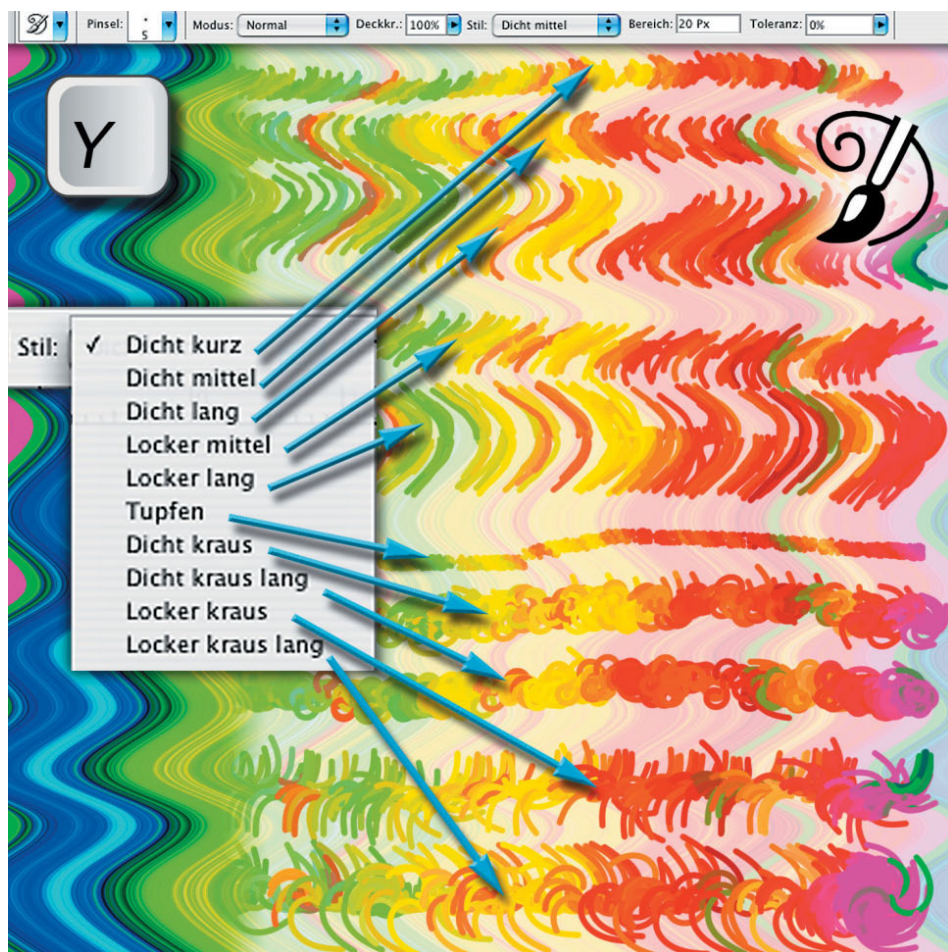 Pinsel: 5 Modus: Normal Deckkr.: 100% Stil: Dicht mittel Bereich: 20 Px Toleranz: 0%
Y
Stil: ✓ Dicht kurz
Dicht mittel
Dicht lang
Locker mittel
Locker lang
Tupfen
Dicht kraus
Dicht kraus lang
Locker kraus
Locker kraus lang